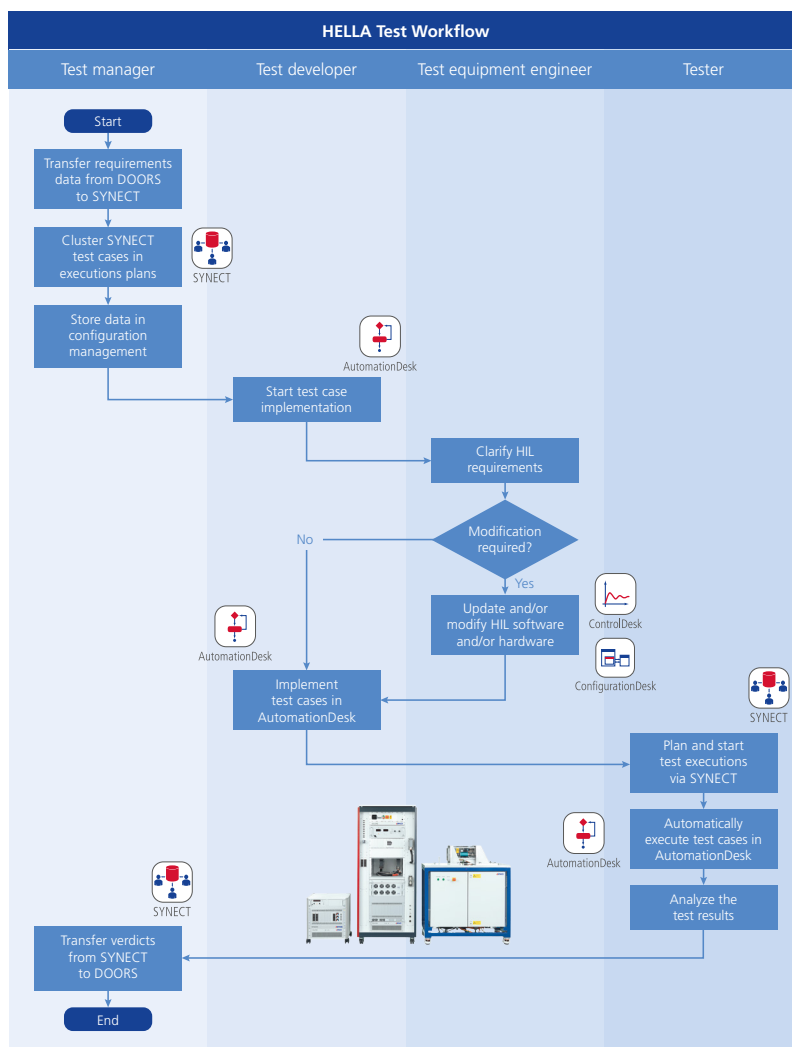 HELLA Test Workflow
Test manager
Test developer
Test equipment engineer
Tester
Start
Transfer requirements
data from DOORS
to SYNECT
Cluster SYNECT
test cases in
executions plans
SYNECT
Store data in
configuration
management
AutomationDesk
Start test case
implementation
Clarify HIL
requirements
Modification
required?
No
Yes
Update and/or
modify HIL software
and/or hardware
ControlDesk
ConfigurationDesk
AutomationDesk
Implement
test cases in
AutomationDesk
SYNECT
Plan and start
test executions
via SYNECT
Automatically
execute test cases in
AutomationDesk
AutomationDesk
Analyze the
test results
SYNECT
Transfer verdicts
from SYNECT
to DOORS
End